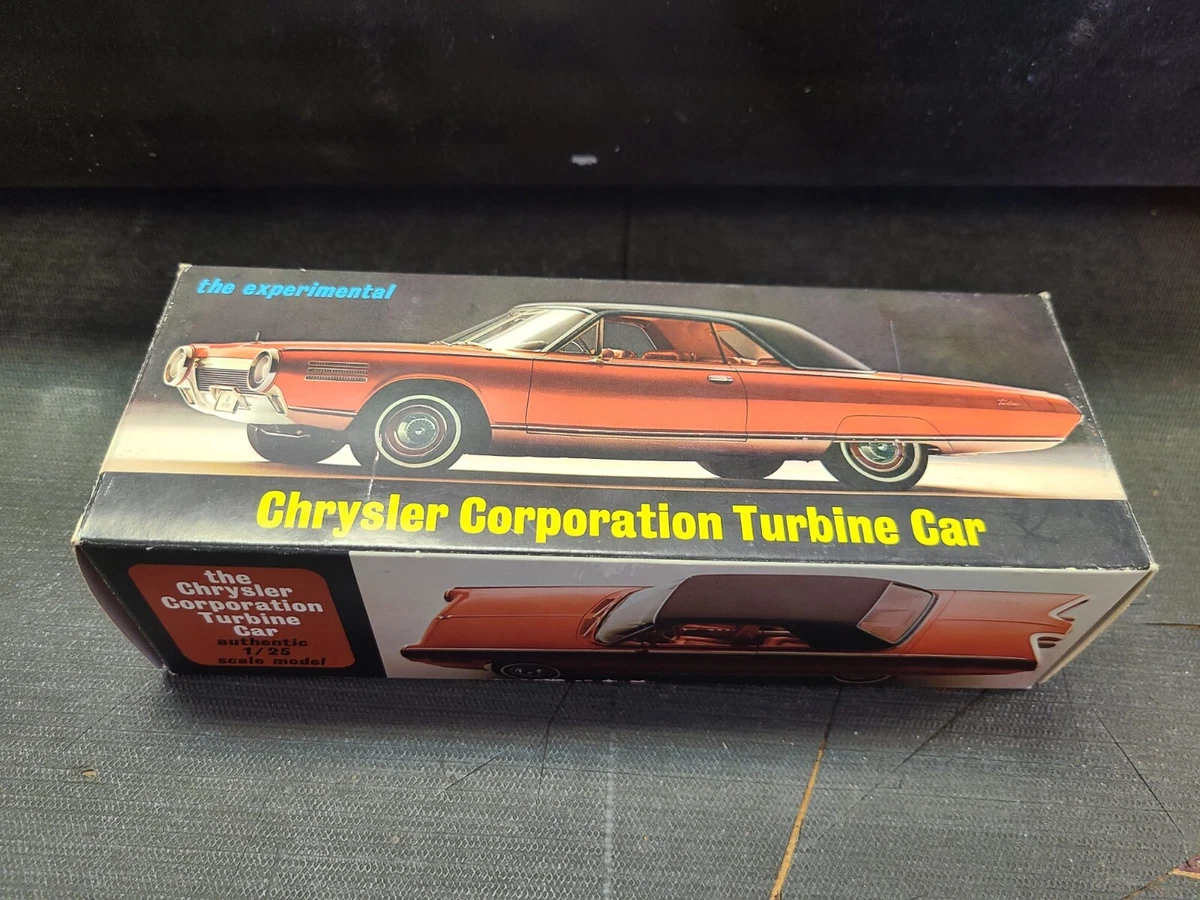 the experimental
Chrysler Corporation Turbine Car
the
Chrysler
Corporation
Turbine
Car
authentic
1/25
scale model